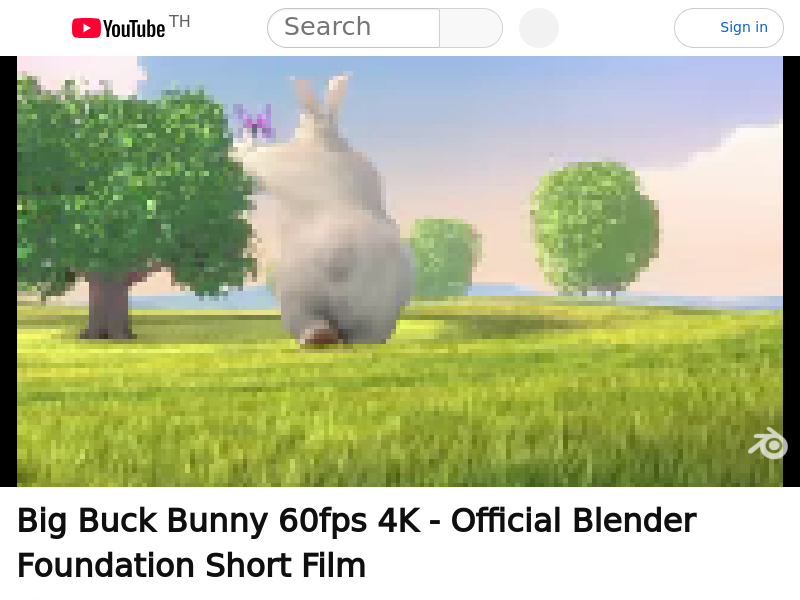 YouTube TH
Search
Sign in
Big Buck Bunny 60fps 4K - Official Blender
Foundation Short Film